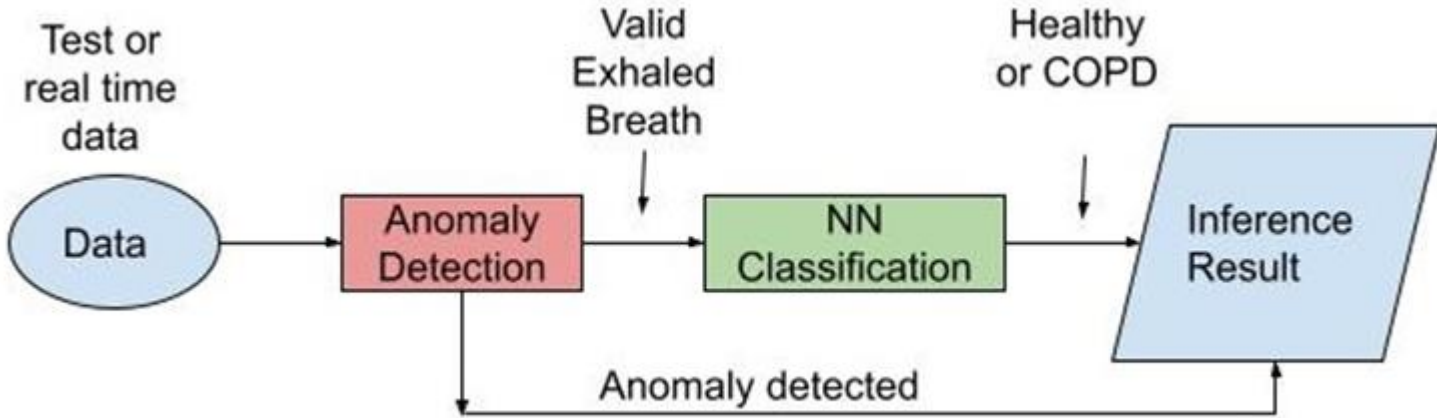 Test or
real time
data
Data
Anomaly
Detection
Valid
Exhaled
Breath
NN
Classification
Healthy
or COPD
Inference
Result
Anomaly detected